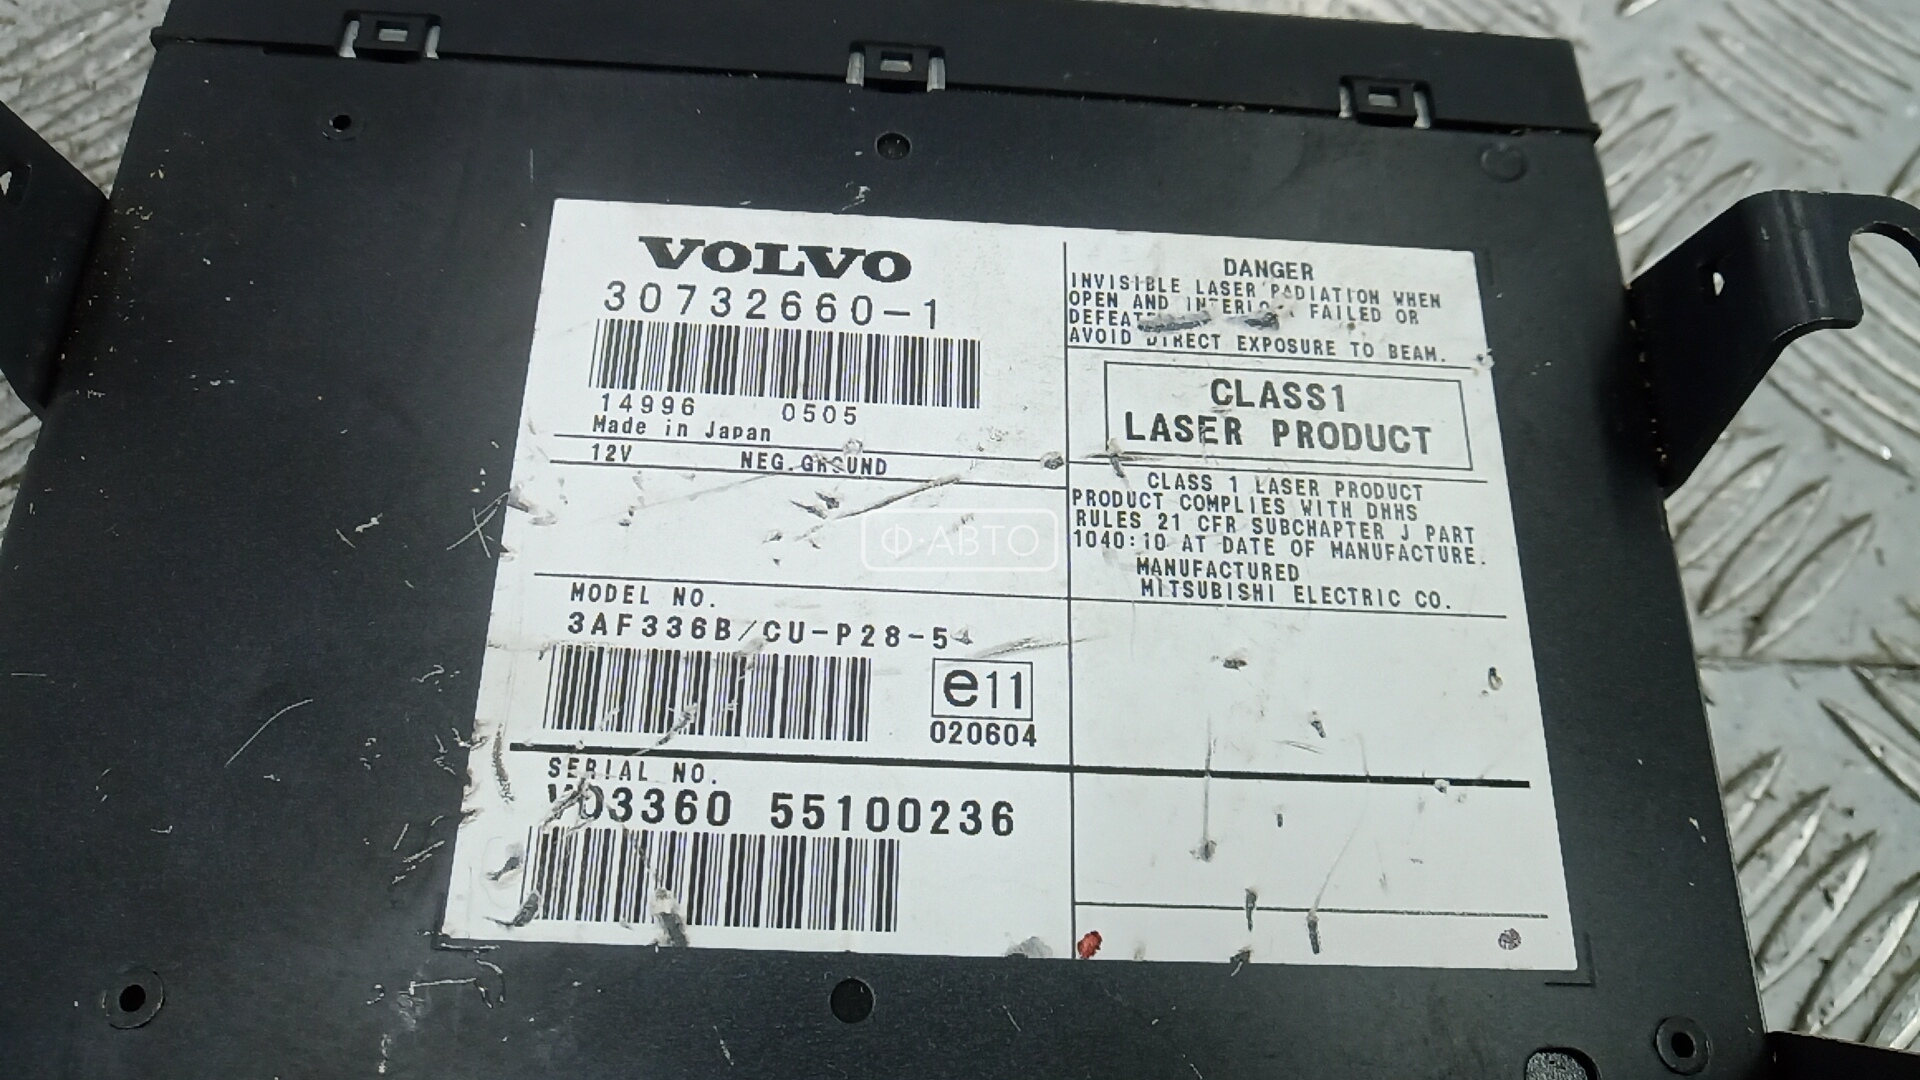 VOLVO
30732660-1
14996 0505
Made in Japan
12V NEG.GROUND
MODEL NO.
3AF336B/CU-P28-5
e11
020604
SERIAL NO.
55100236
DANGER
INVISIBLE LASER RADIATION WHEN
OPEN AND FAILED OR
AVOID DIRECT EXPOSURE TO BEAM.
CLASS1
LASER PRODUCT
CLASS 1 LASER PRODUCT
PRODUCT COMPLIES WITH DHHS
RULES 21 CFR SUBCHAPTER J PART
1040:10 AT DATE OF MANUFACTURE.
MANUFACTURED
MITSUBISHI ELECTRIC CO.
Ф·АВТО